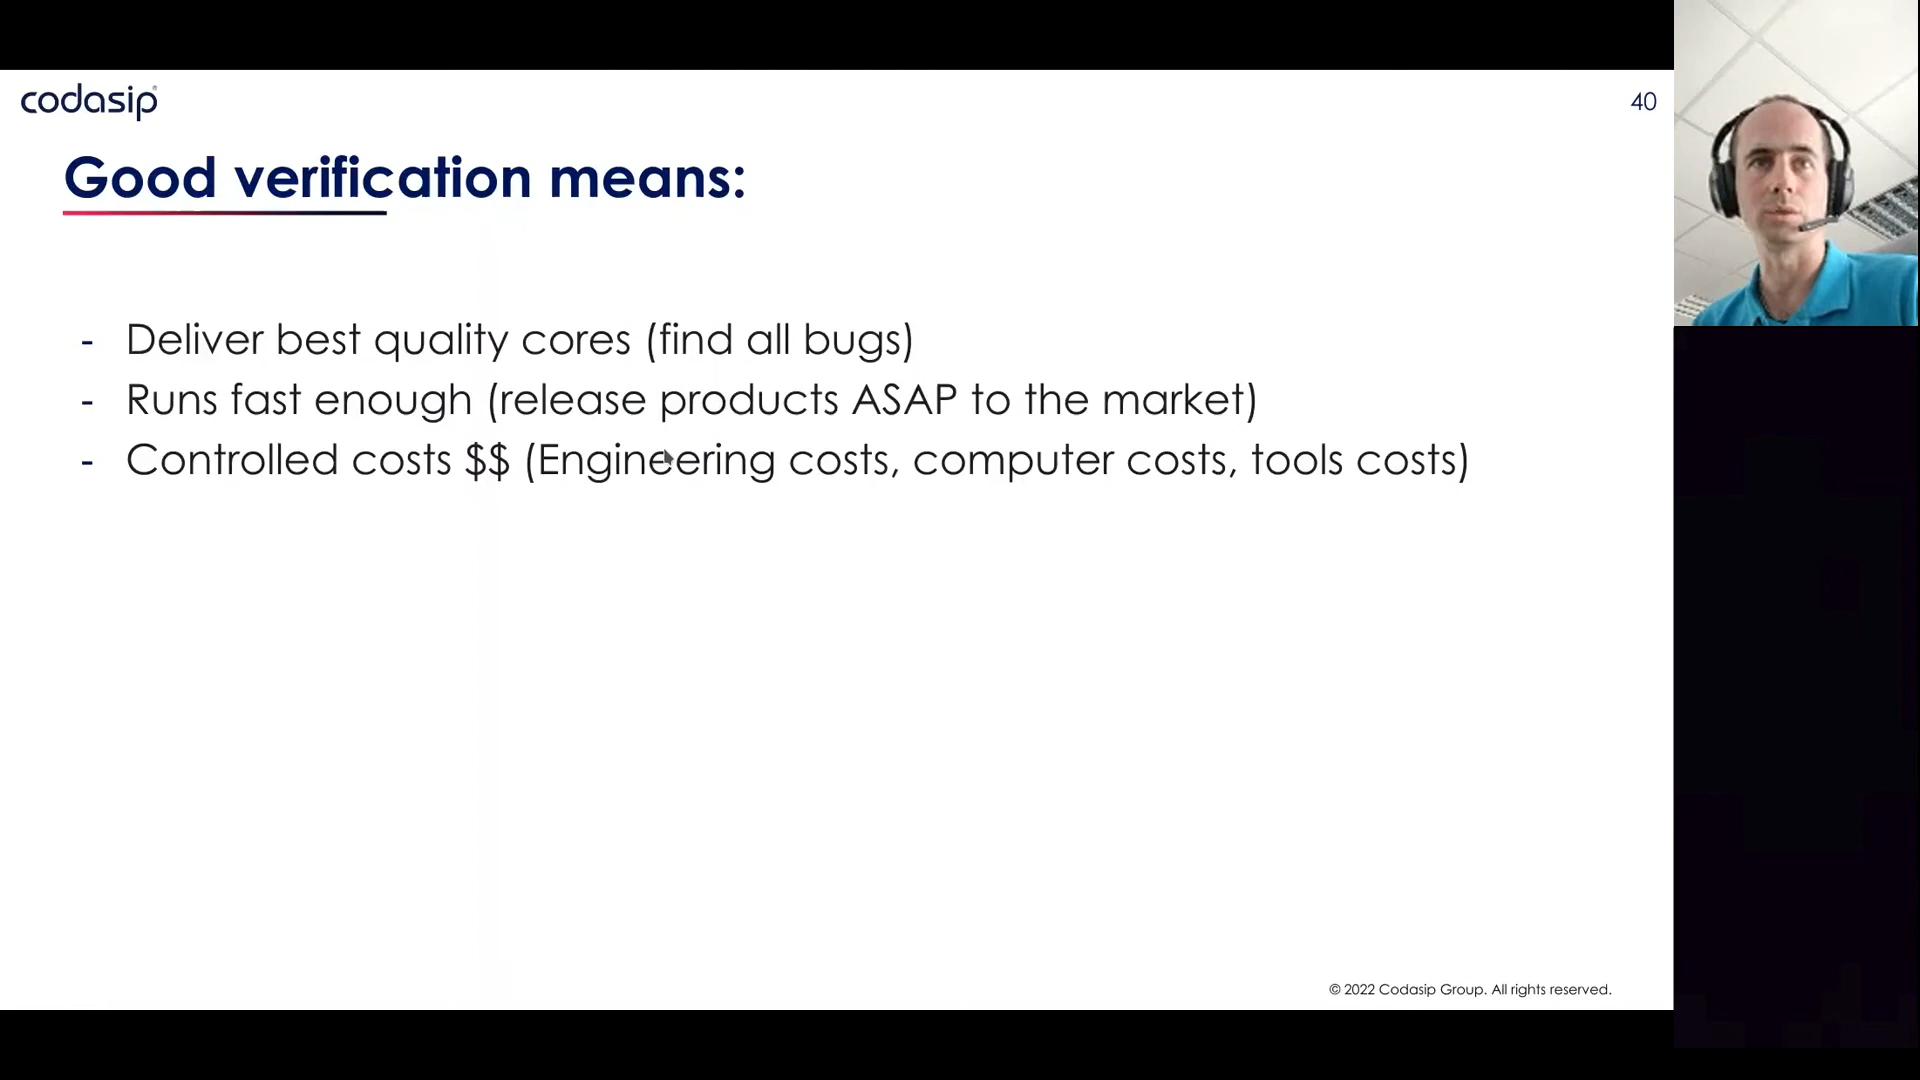 codasip
40
Good verification means:
- Deliver best quality cores (find all bugs)
- Runs fast enough (release products ASAP to the market)
- Controlled costs $$ (Engineering costs, computer costs, tools costs)
© 2022 Codasip Group. All rights reserved.